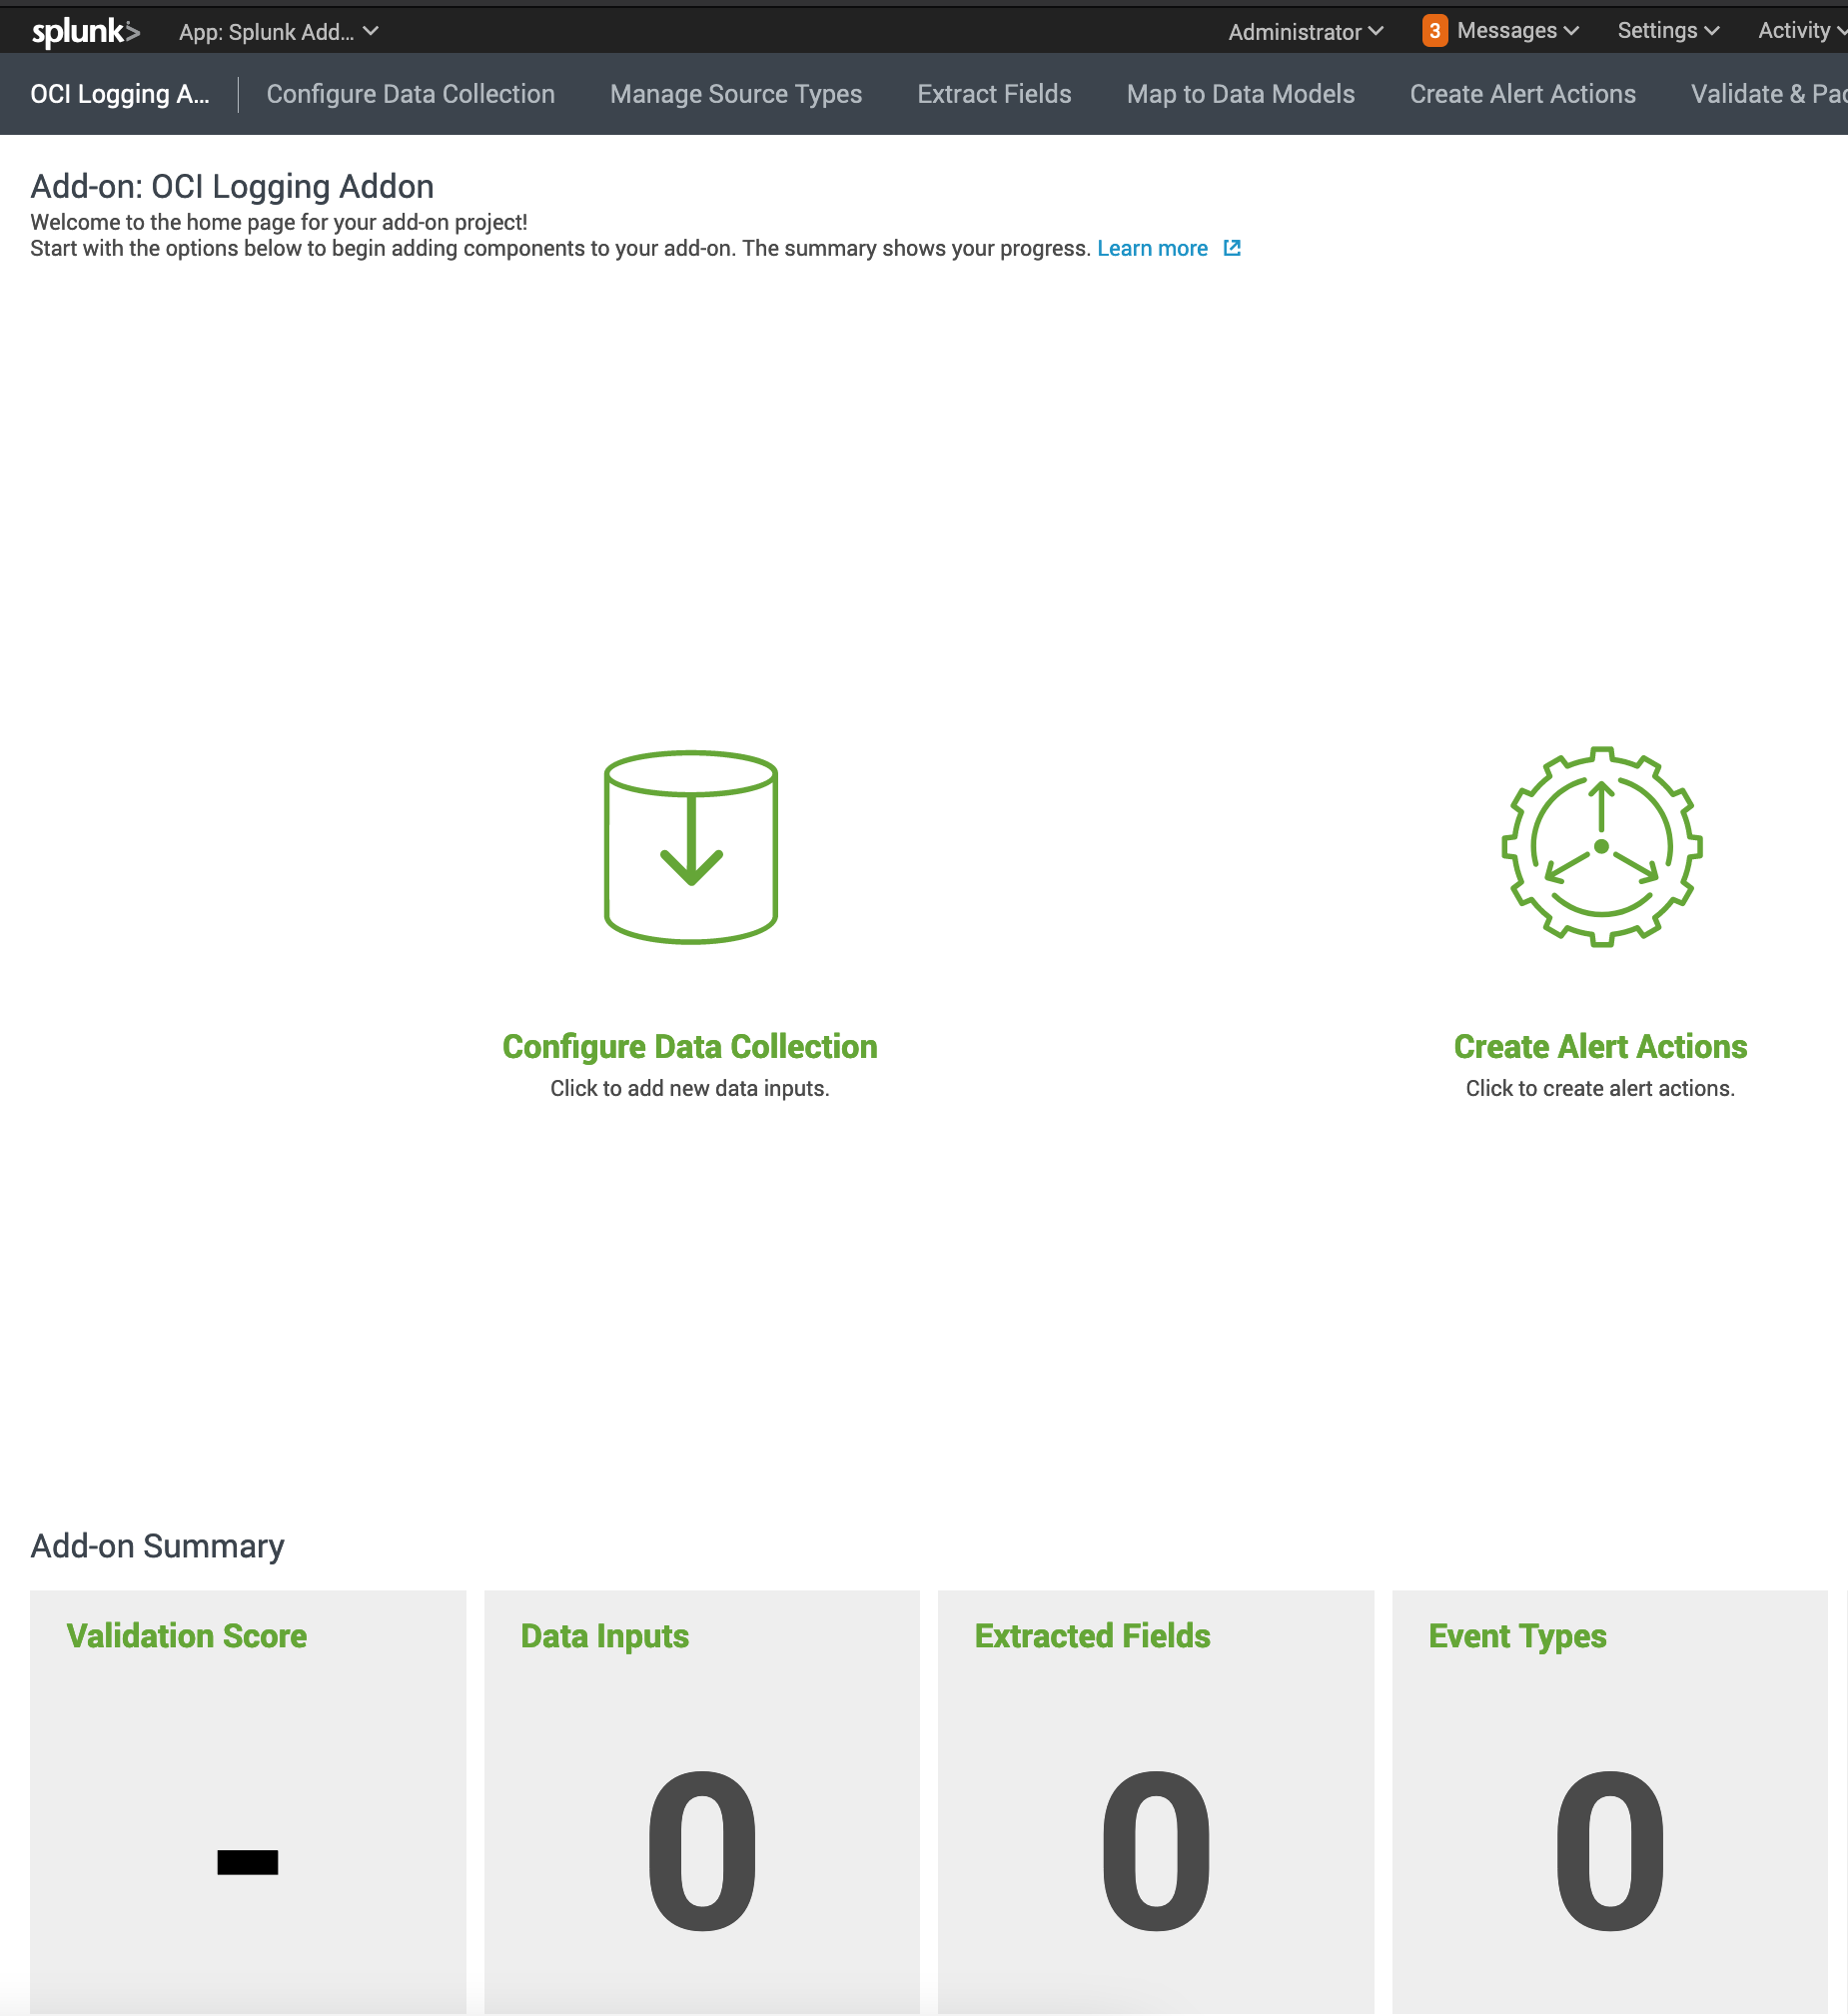 splunk> App: Splunk Add... Administrator 3 Messages Settings Activity
OCI Logging A... Configure Data Collection Manage Source Types Extract Fields Map to Data Models Create Alert Actions Validate &
Add-on: OCI Logging Addon
Welcome to the home page for your add-on project!
Start with the options below to begin adding components to your add-on. The summary shows your progress. Learn more
Configure Data Collection
Click to add new data inputs.
Create Alert Actions
Click to create alert actions.
Add-on Summary
Validation Score
-
Data Inputs
0
Extracted Fields
0
Event Types
0